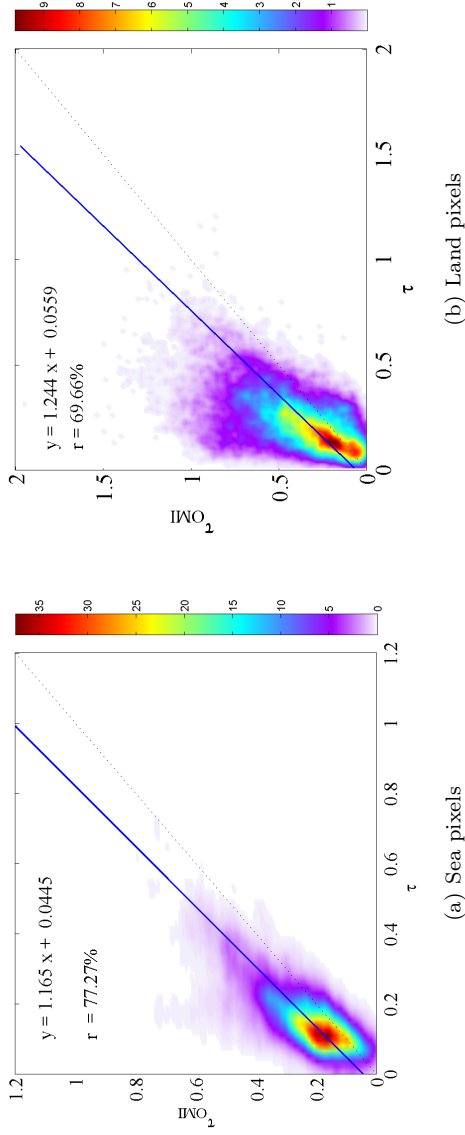 y = 1.165 x + 0.0445
r = 77.27%
τOMI
1.2
1
0.8
0.6
0.4
0.2
0
0 0.2 0.4 0.6 0.8 1 1.2
τ
35
30
25
20
15
10
5
0
(a) Sea pixels
y = 1.244 x + 0.0559
r = 69.66%
τOMI
2
1.5
1
0.5
0
0 0.5 1 1.5 2
τ
9
8
7
6
5
4
3
2
1
(b) Land pixels